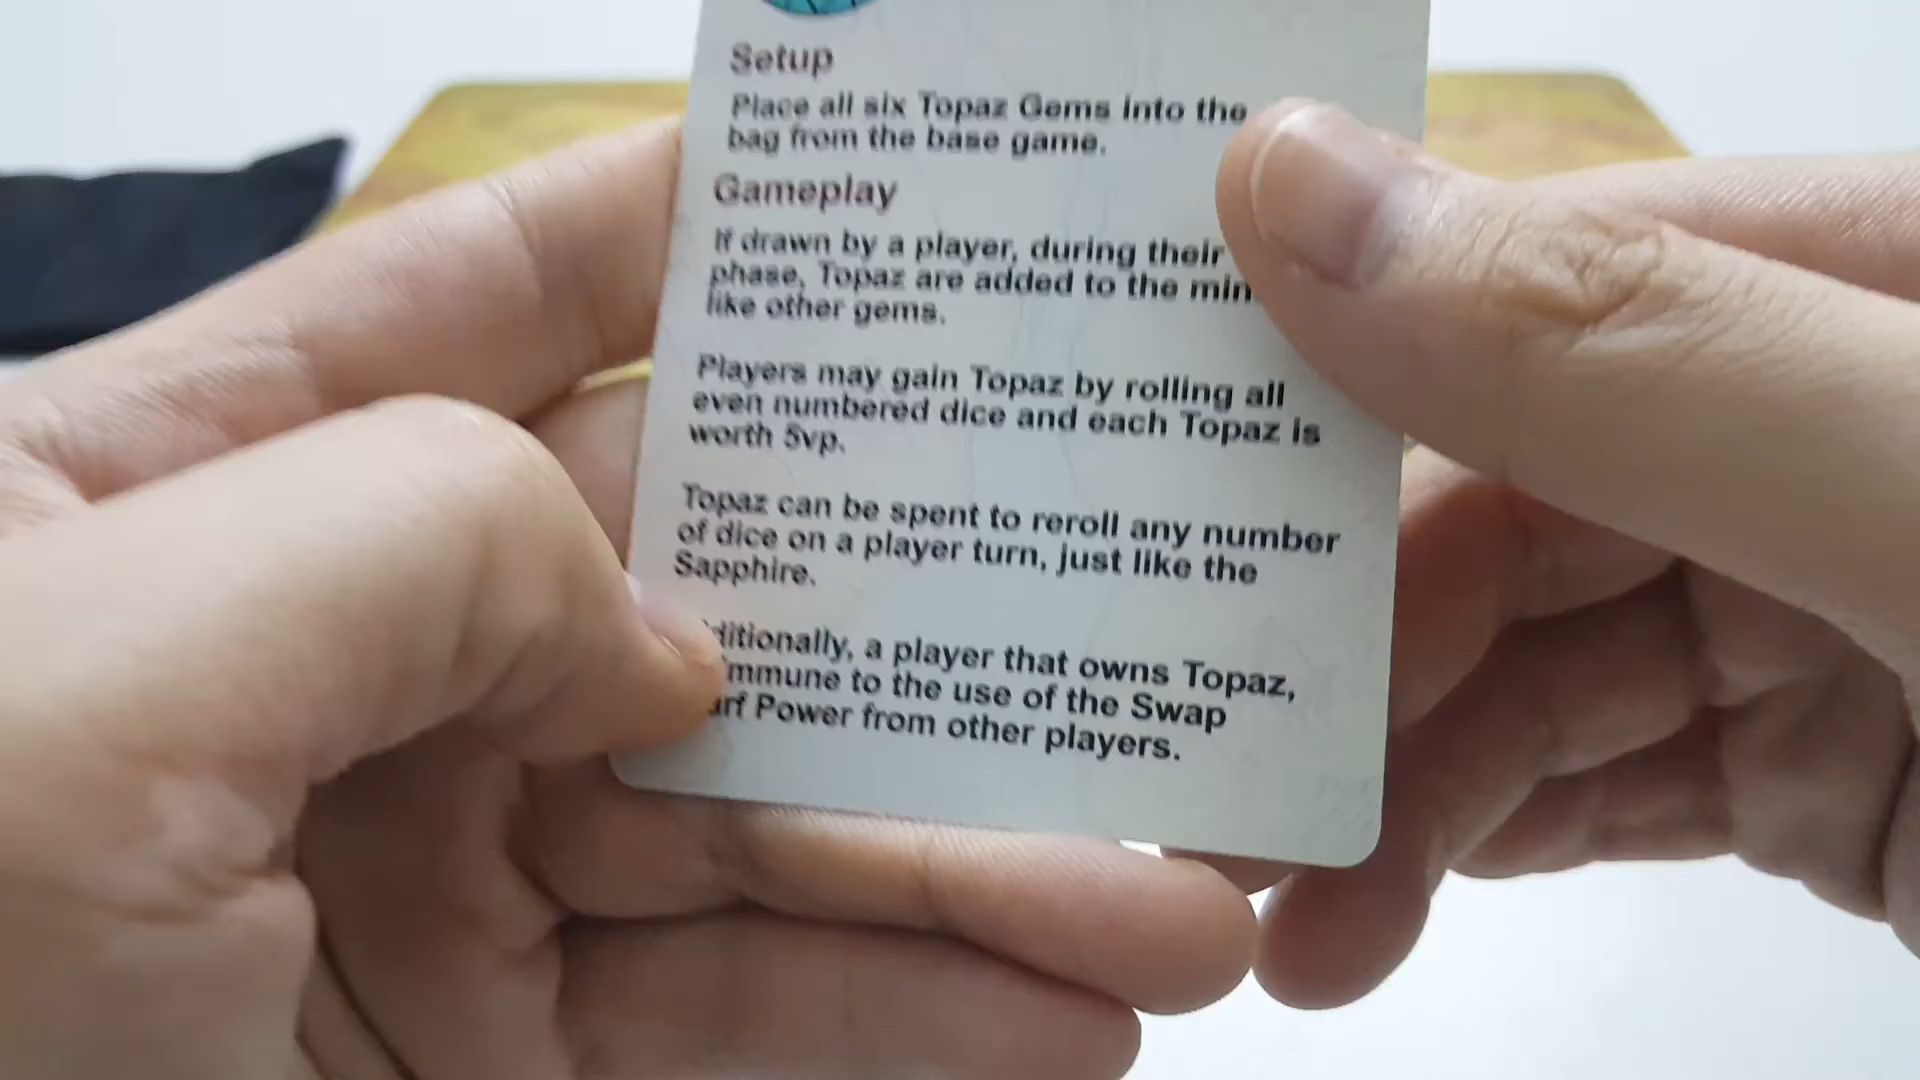 Setup
Place all six Topaz Gems into the
bag from the base game.
Gameplay
If drawn by a player, during their
phase, Topaz are added to the
like other gems.
Players may gain Topaz by rolling all
even numbered dice and each Topaz is
worth 5vp.
Topaz can be spent to reroll any number
of dice on a player turn, just like the
Sapphire.
a player that owns Topaz,
immune to the use of the Swap
Power from other players.